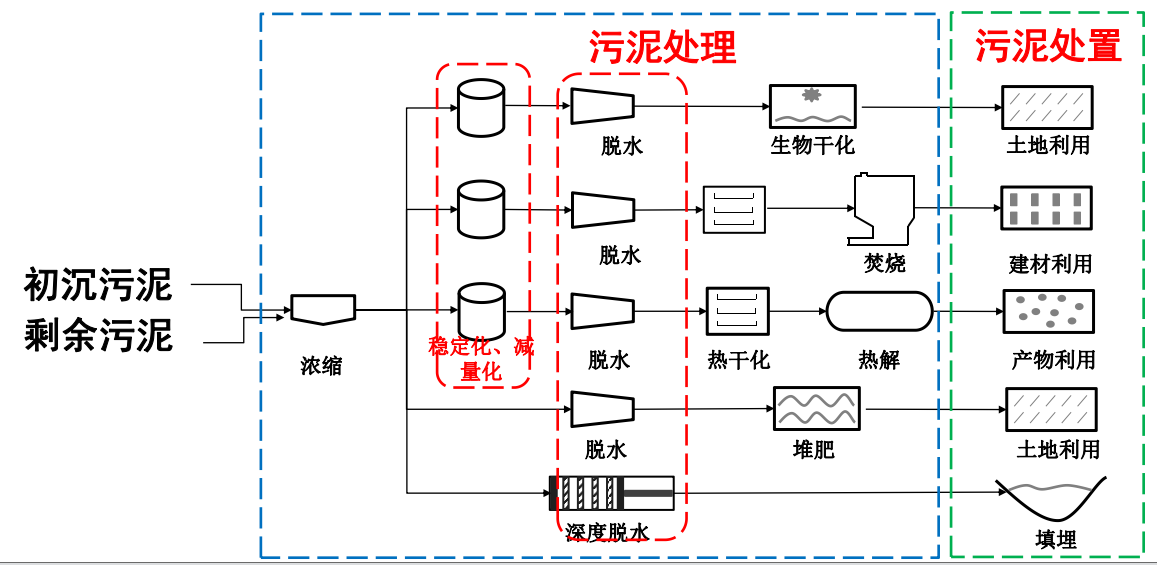 污泥处理
污泥处置
脱水
生物干化
土地利用
脱水
焚烧
建材利用
初沉污泥
剩余污泥
浓缩
稳定化、减
量化
脱水
热干化
热解
产物利用
脱水
堆肥
土地利用
深度脱水
填埋